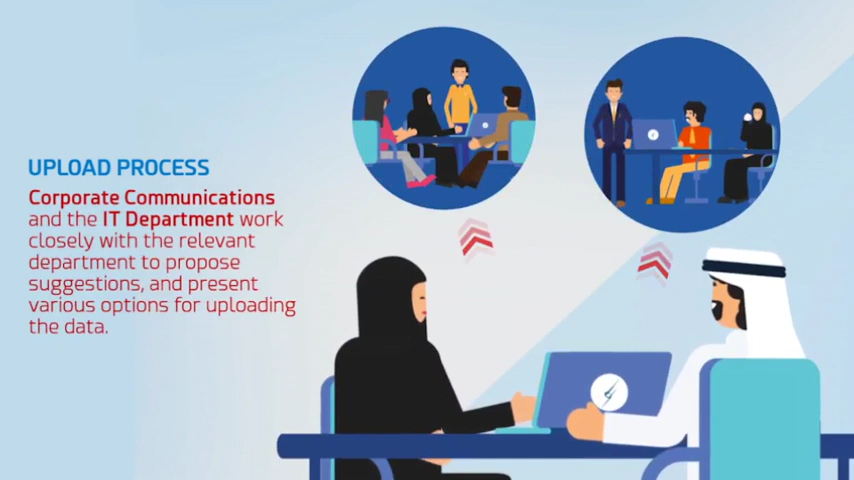 UPLOAD PROCESS
Corporate Communications
and the IT Department work
closely with the relevant
department to propose
suggestions, and present
various options for uploading
the data.